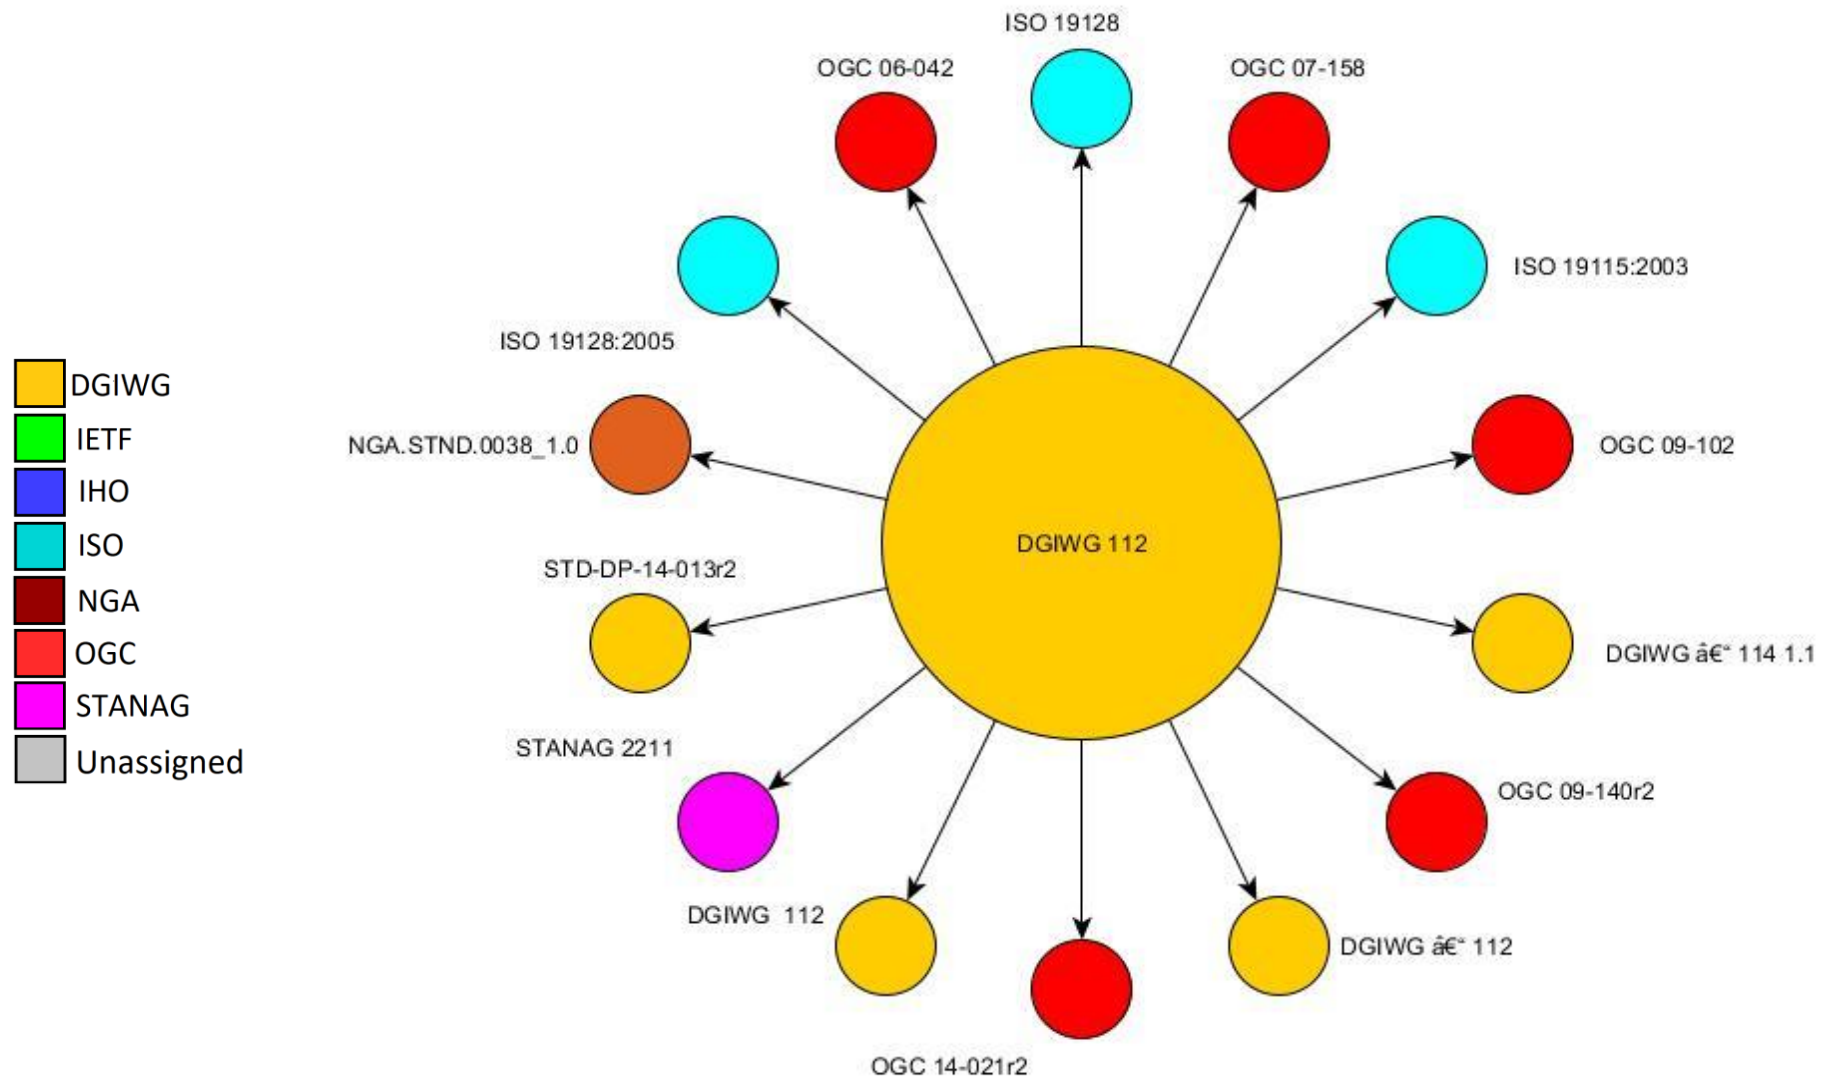 ISO 19128
OGC 06-042
OGC 07-158
ISO 19115:2003
ISO 19128:2005
DGIWG
IETF
IHO
ISO
NGA
OGC
STANAG
Unassigned
NGA.STND.0038_1.0
OGC 09-102
DGIWG 112
STD-DP-14-013r2
DGIWG â€“ 114 1.1
STANAG 2211
OGC 09-140r2
DGIWG  112
DGIWG â€“ 112
OGC 14-021r2